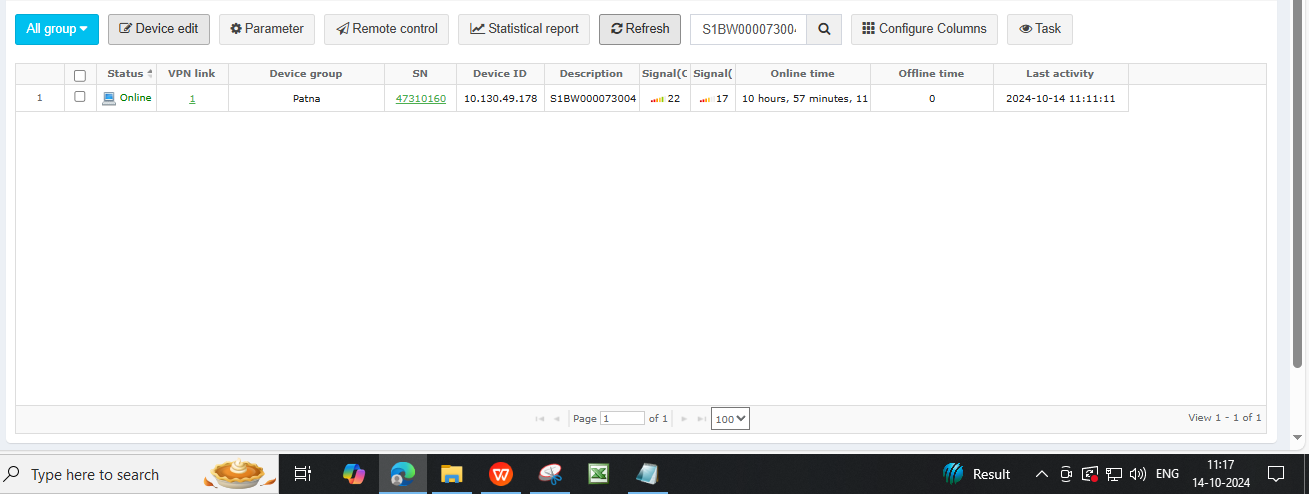 All group Device edit Parameter Remote control Statistical report Refresh S1BW000073004 Configure Columns Task
Status VPN link Device group SN Device ID Description Signal(C Signal( Online time Offline time Last activity
1 Online 1 Patna 47310160 10.130.49.178 S1BW000073004 22 17 10 hours, 57 minutes, 11 0 2024-10-14 11:11:11
Page 1 of 1 100 View 1 - 1 of 1
Type here to search Result ENG 11:17
14-10-2024